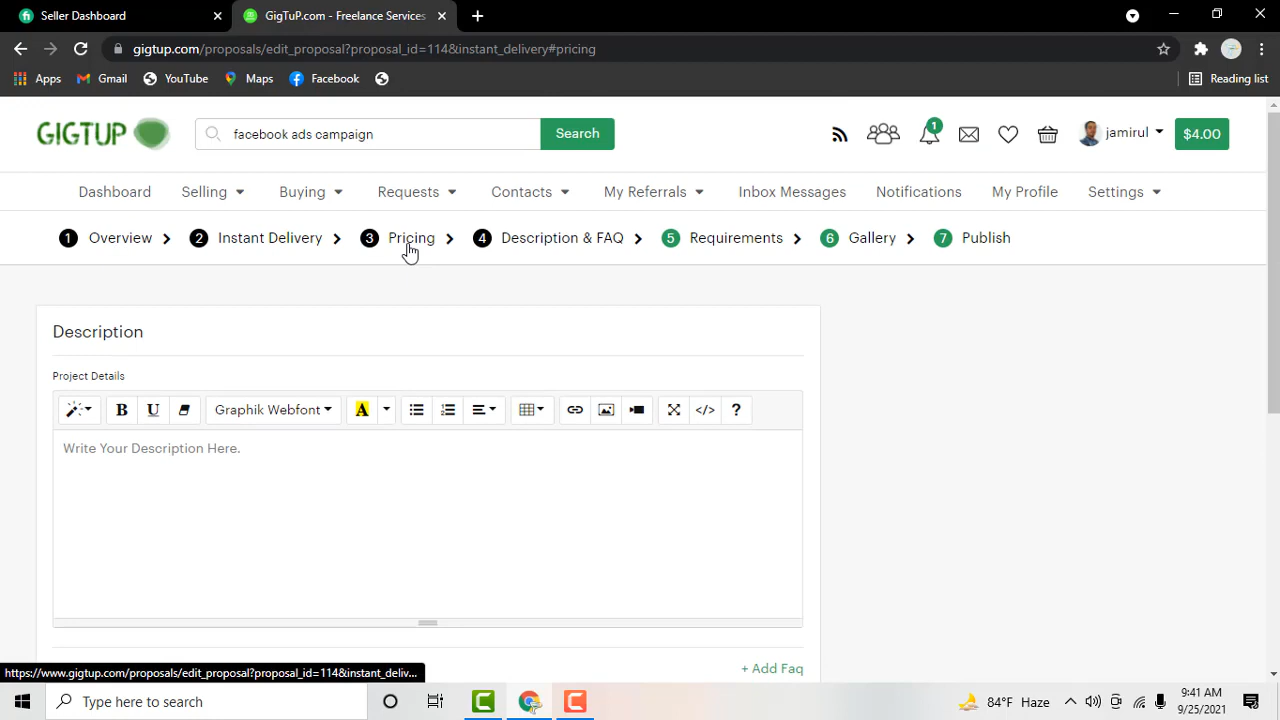 Seller Dashboard
GigTuP.com - Freelance Services
gigtup.com/proposals/edit_proposal?proposal_id=114&instant_delivery#pricing
Apps Gmail YouTube Maps Facebook Reading list
GIGTUP facebook ads campaign Search 1 jamirul $4.00
Dashboard Selling Buying Requests Contacts My Referrals Inbox Messages Notifications My Profile Settings
1 Overview 2 Instant Delivery 3 Pricing 4 Description & FAQ 5 Requirements 6 Gallery 7 Publish
Description
Project Details
B U Graphik Webfont A </> ?
Write Your Description Here.
+ Add Faq
https://www.gigtup.com/proposals/edit_proposal?proposal_id=114&instant_deliv...
Type here to search 84°F Haze 9:41 AM
9/25/2021